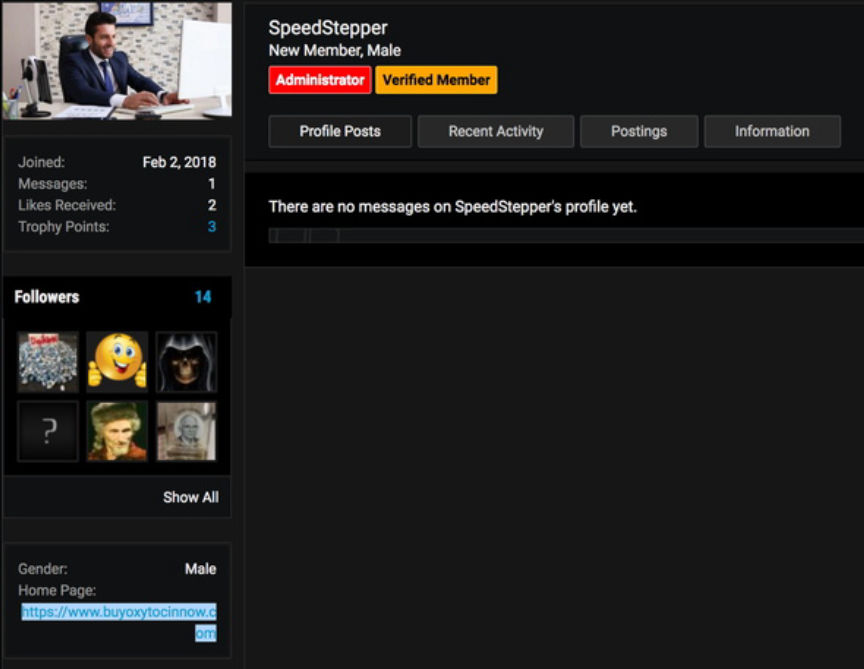 SpeedStepper
New Member, Male
Administrator Verified Member
Profile Posts Recent Activity Postings Information
Joined: Feb 2, 2018
Messages: 1
Likes Received: 2
Trophy Points: 3
There are no messages on SpeedStepper's profile yet.
Followers 14
?
Show All
Gender: Male
Home Page:
https://www.buyoxytocinnow.c
om